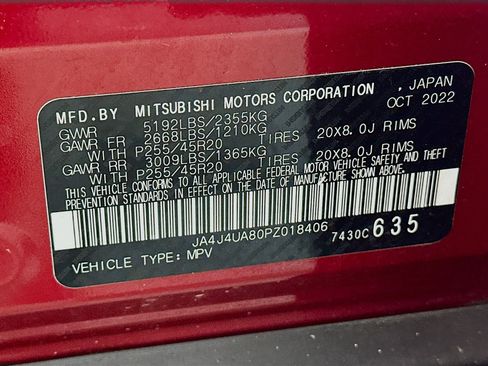 MFD.BY MITSUBISHI MOTORS CORPORATION , JAPAN
OCT 2022
GVWR 5192LBS/2355KG
GAWR FR 2668LBS/1210KG
WITH P255/45R20 TIRES 20X8.0J RIMS
GAWR RR 3009LBS/1365KG
WITH P255/45R20 TIRES 20X8.0J RIMS
THIS VEHICLE CONFORMS TO ALL APPLICABLE FEDERAL MOTOR VEHICLE SAFETY,
BUMPER, AND THEFT PREVENTION STANDARDS IN EFFECT ON THE DATE OF
MANUFACTURE SHOWN ABOVE.
JA4J4UA80PZ018406 7430C635
VEHICLE TYPE: MPV